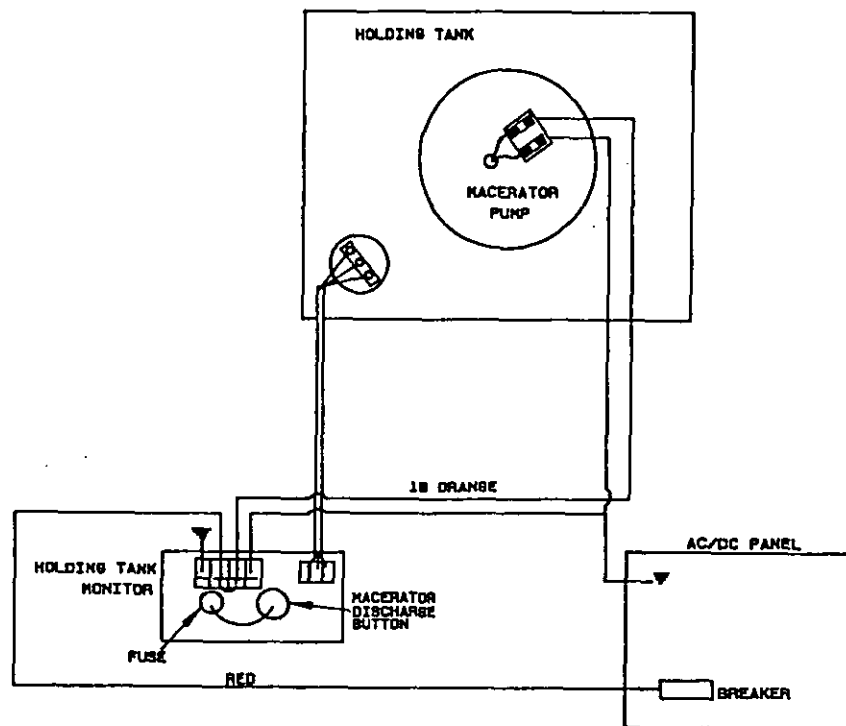 HOLDING TANK
MACERATOR
PUMP
10 ORANGE
AC/DC PANEL
HOLDING TANK
MONITOR
MACERATOR
DISCHARGE
BUTTON
FUSE
RED
BREAKER